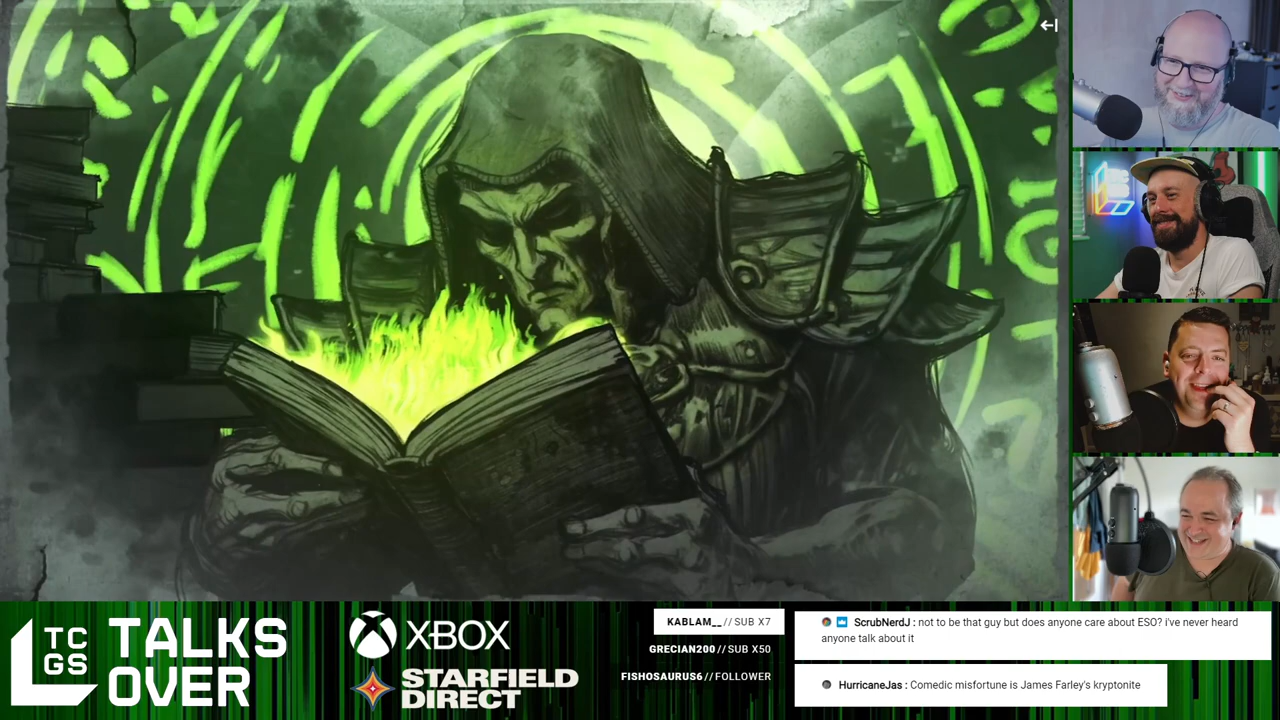 TC
GS
TALKS
OVER
XBOX
STARFIELD
DIRECT
KABLAM__ // SUB X7
GRECIAN200 // SUB X50
FISHOSAURUS6 // FOLLOWER
ScrubNerdJ : not to be that guy but does anyone care about ESO? i've never heard
anyone talk about it
HurricaneJas : Comedic misfortune is James Farley's kryptonite